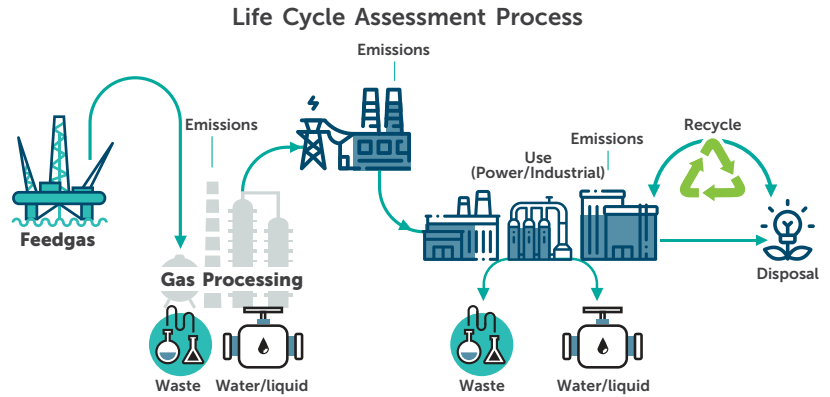 Life Cycle Assessment Process
Emissions
Emissions
Emissions
Recycle
Use
(Power/Industrial)
Feedgas
Gas Processing
Disposal
Waste
Water/liquid
Waste
Water/liquid